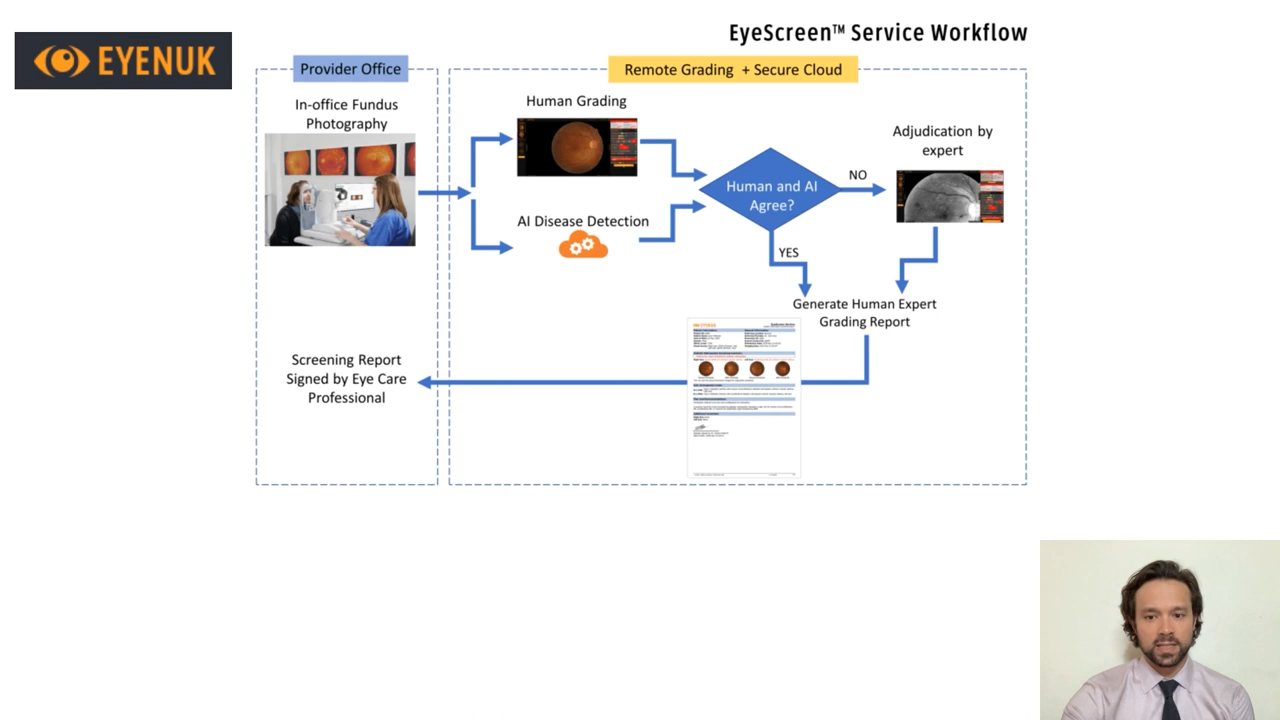 EyeScreen™ Service Workflow
EYENUK
Provider Office
Remote Grading + Secure Cloud
In-office Fundus
Photography
Human Grading
AI Disease Detection
Human and AI
Agree?
NO
YES
Adjudication by
expert
Generate Human Expert
Grading Report
Screening Report
Signed by Eye Care
Professional